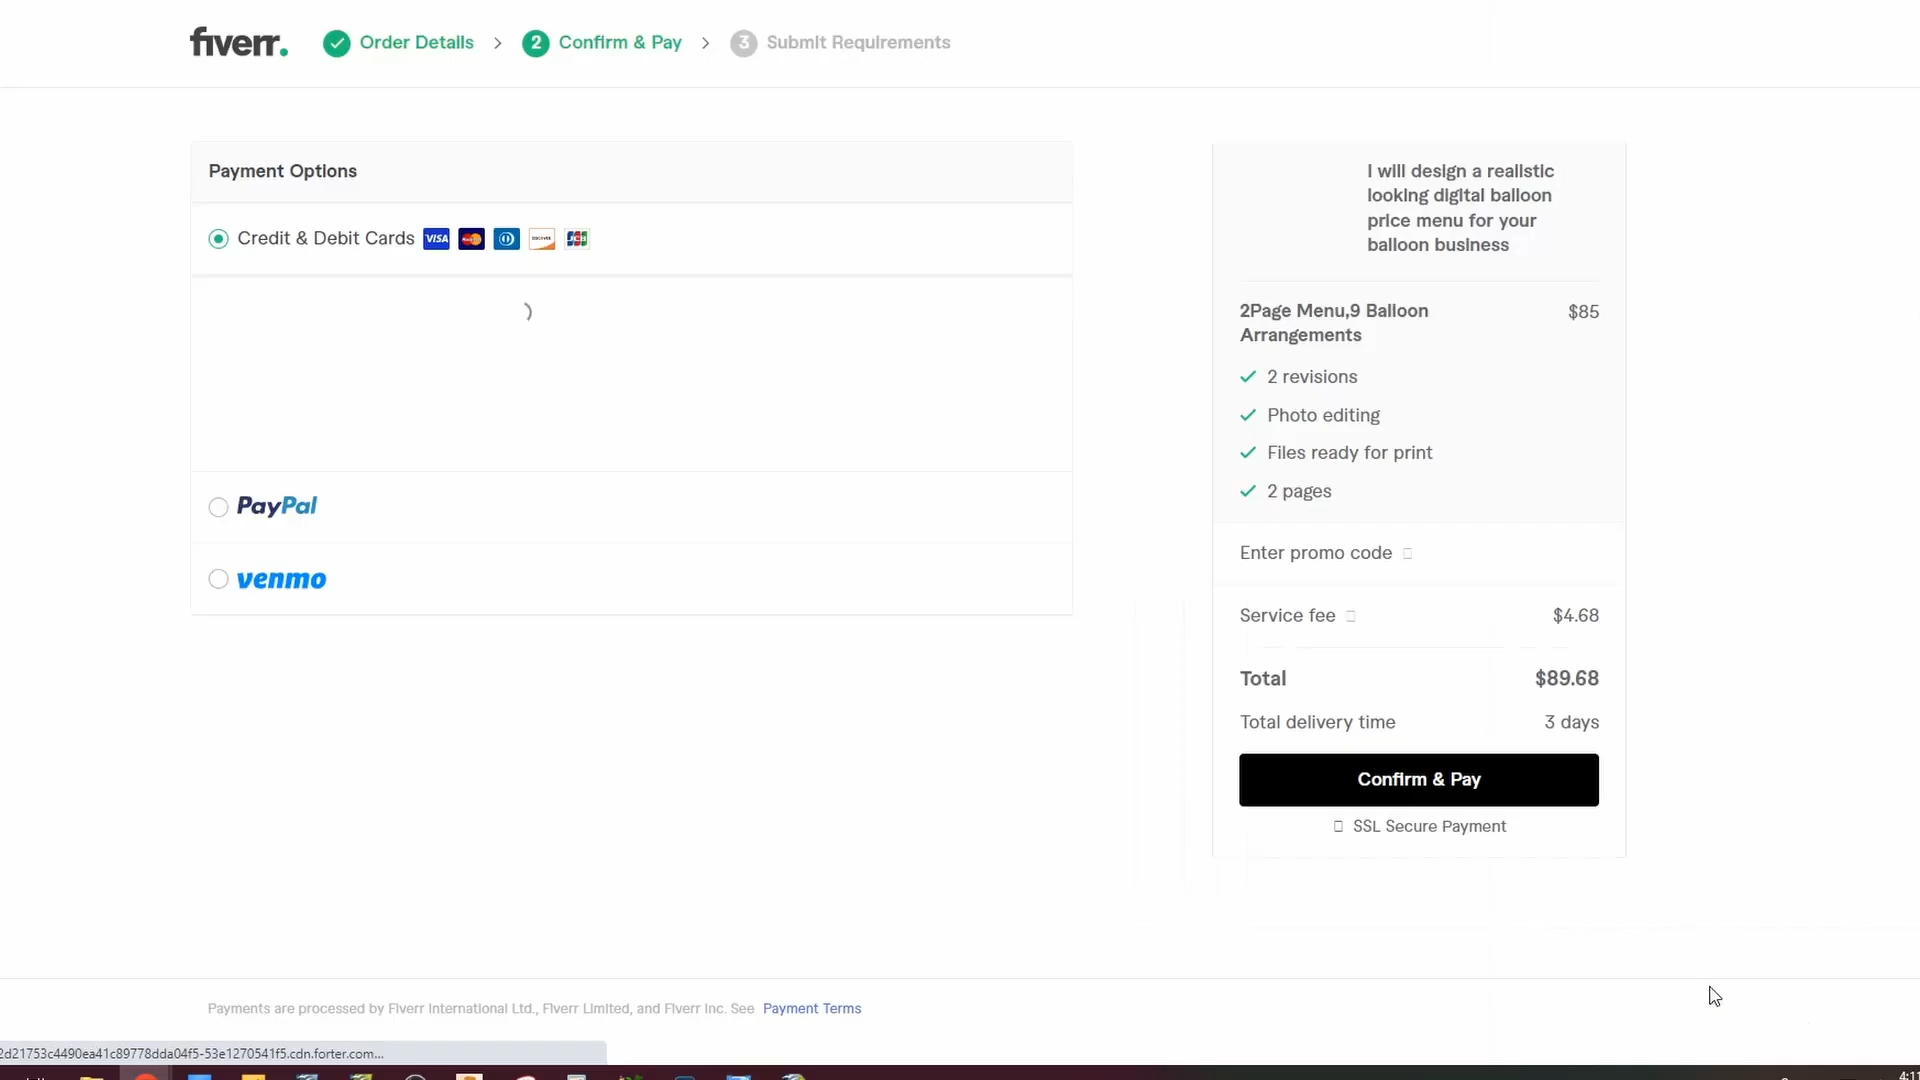 fiverr.
Order Details
2 Confirm & Pay
3 Submit Requirements
Payment Options
Credit & Debit Cards VISA
PayPal
venmo
I will design a realistic
looking digital balloon
price menu for your
balloon business
2Page Menu,9 Balloon $85
Arrangements
2 revisions
Photo editing
Files ready for print
2 pages
Enter promo code
Service fee $4.68
Total $89.68
Total delivery time 3 days
Confirm & Pay
SSL Secure Payment
Payments are processed by Fiverr International Ltd., Fiverr Limited, and Fiverr Inc. See Payment Terms
2d21753c4490ea41c89778dda04f5-53e1270541f5.cdn.forter.com...